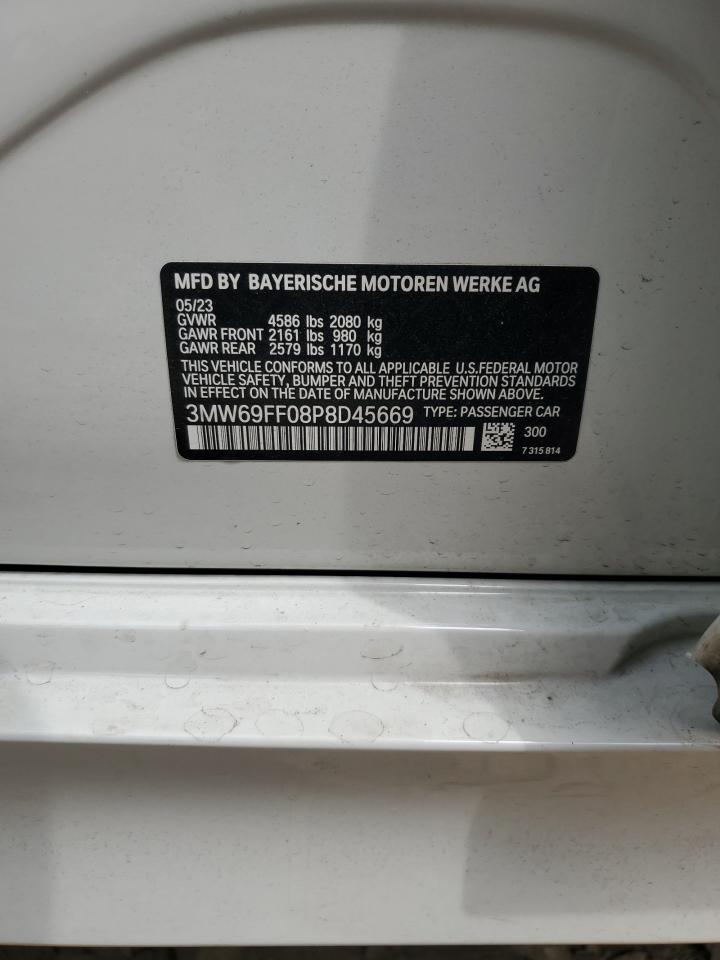 MFD BY BAYERISCHE MOTOREN WERKE AG
05/23
GVWR 4586 lbs 2080 kg
GAWR FRONT 2161 lbs 980 kg
GAWR REAR 2579 lbs 1170 kg
THIS VEHICLE CONFORMS TO ALL APPLICABLE U.S.FEDERAL MOTOR
VEHICLE SAFETY, BUMPER AND THEFT PREVENTION STANDARDS
IN EFFECT ON THE DATE OF MANUFACTURE SHOWN ABOVE.
3MW69FF08P8D45669 TYPE: PASSENGER CAR
300
7 315 814